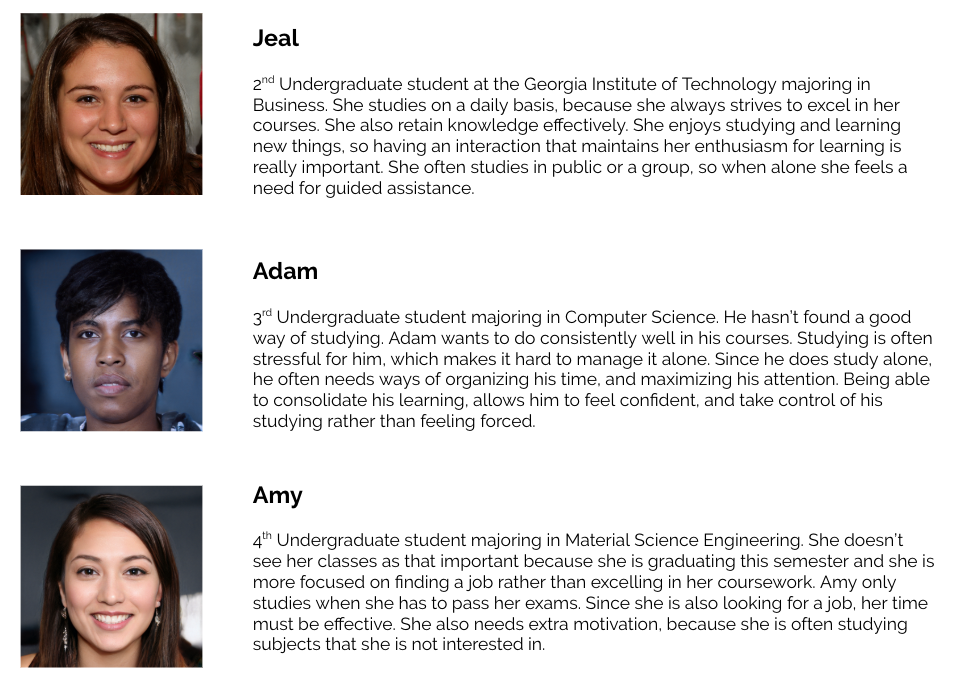 Jeal
2nd Undergraduate student at the Georgia Institute of Technology majoring in
Business. She studies on a daily basis, because she always strives to excel in her
courses. She also retain knowledge effectively. She enjoys studying and learning
new things, so having an interaction that maintains her enthusiasm for learning is
really important. She often studies in public or a group, so when alone she feels a
need for guided assistance.
Adam
3rd Undergraduate student majoring in Computer Science. He hasn't found a good
way of studying. Adam wants to do consistently well in his courses. Studying is often
stressful for him, which makes it hard to manage it alone. Since he does study alone,
he often needs ways of organizing his time, and maximizing his attention. Being able
to consolidate his learning, allows him to feel confident, and take control of his
studying rather than feeling forced.
Amy
4th Undergraduate student majoring in Material Science Engineering. She doesn't
see her classes as that important because she is graduating this semester and she is
more focused on finding a job rather than excelling in her coursework. Amy only
studies when she has to pass her exams. Since she is also looking for a job, her time
must be effective. She also needs extra motivation, because she is often studying
subjects that she is not interested in.